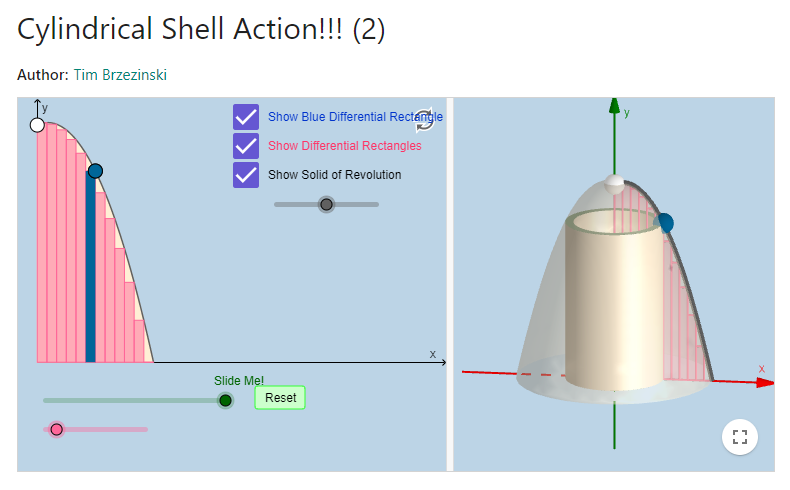 Cylindrical Shell Action!!! (2)
Author: Tim Brzezinski
y
Show Blue Differential Rectangle
Show Differential Rectangles
Show Solid of Revolution
x
Slide Me!
Reset
y
x